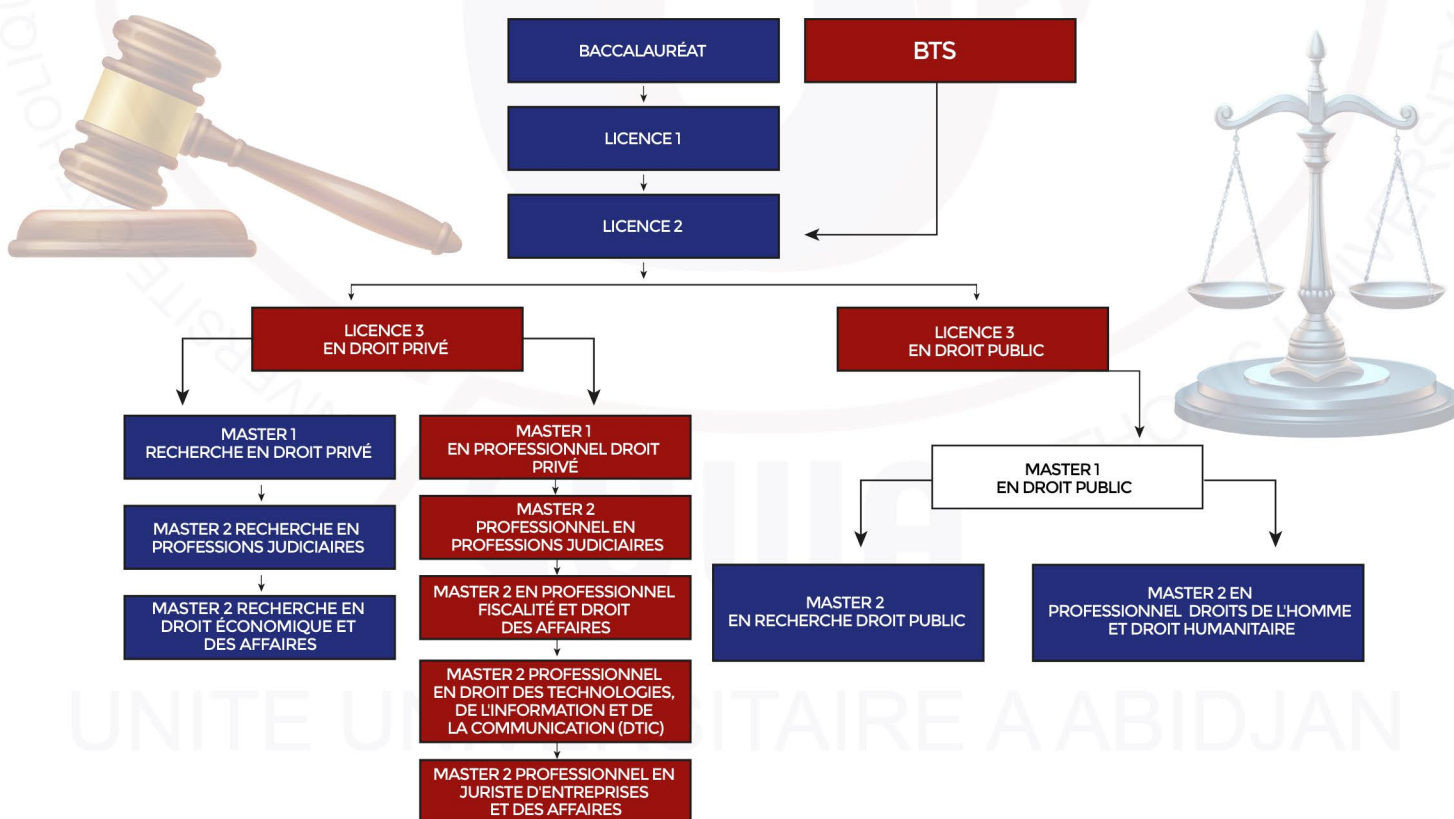 BACCALAURÉAT
BTS
LICENCE 1
LICENCE 2
LICENCE 3
EN DROIT PRIVÉ
LICENCE 3
EN DROIT PUBLIC
MASTER 1
RECHERCHE EN DROIT PRIVÉ
MASTER 2 RECHERCHE EN
PROFESSIONS JUDICIAIRES
MASTER 2 RECHERCHE EN
DROIT ÉCONOMIQUE ET
DES AFFAIRES
MASTER 1
EN PROFESSIONNEL DROIT
PRIVÉ
MASTER 2
PROFESSIONNEL EN
PROFESSIONS JUDICIAIRES
MASTER 2 EN PROFESSIONNEL
FISCALITÉ ET DROIT
DES AFFAIRES
MASTER 2 PROFESSIONNEL
EN DROIT DES TECHNOLOGIES,
DE L'INFORMATION ET DE
LA COMMUNICATION (DTIC)
MASTER 2 PROFESSIONNEL EN
JURISTE D'ENTREPRISES
ET DES AFFAIRES
MASTER 1
EN DROIT PUBLIC
MASTER 2
EN RECHERCHE DROIT PUBLIC
MASTER 2 EN
PROFESSIONNEL DROITS DE L'HOMME
ET DROIT HUMANITAIRE
UNITE A ABIDJAN